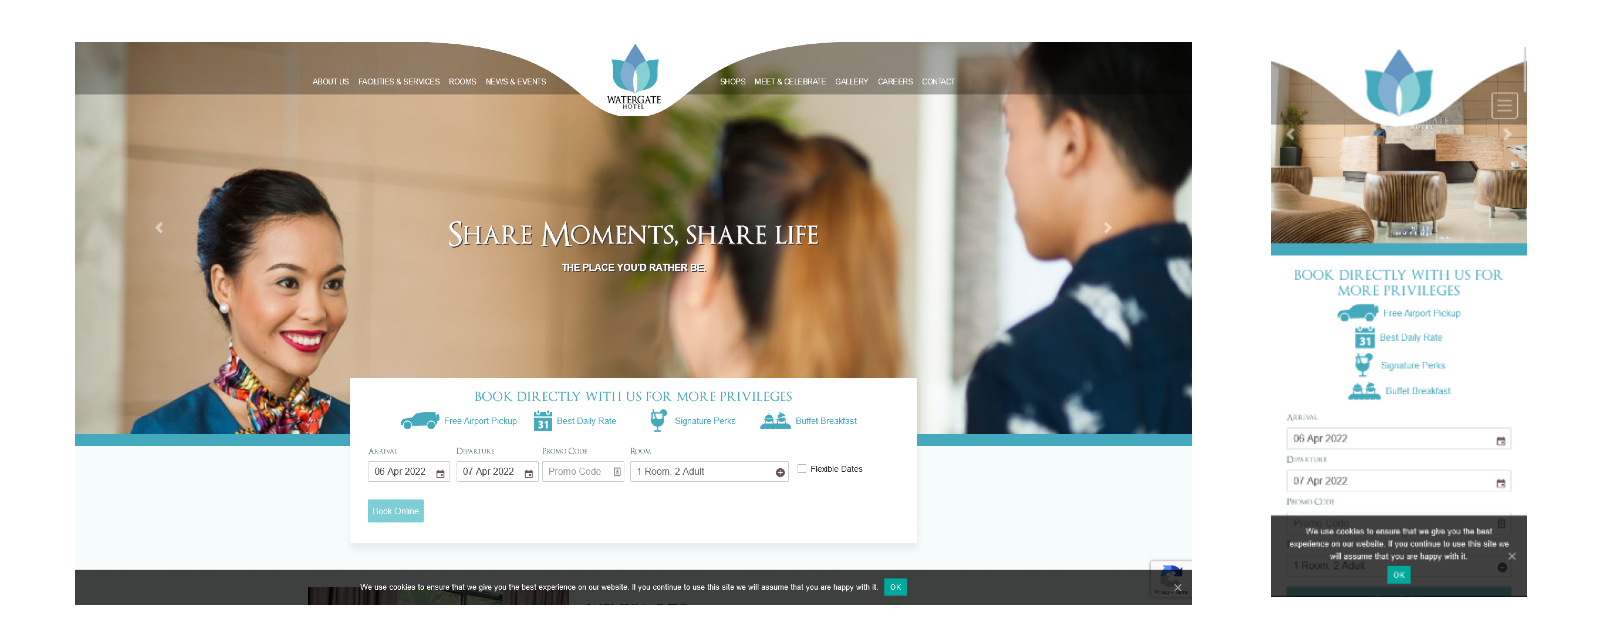 ABOUT US FACILITIES & SERVICES ROOMS NEWS & EVENTS
WATERGATE
HOTEL
SHOPS MEET & CELEBRATE GALLERY CAREERS CONTACT
SHARE MOMENTS, SHARE LIFE
THE PLACE YOU'D RATHER BE.
BOOK DIRECTLY WITH US FOR MORE PRIVILEGES
Free Airport Pickup
31 Best Daily Rate
Signature Perks
Buffet Breakfast
ARRIVAL DEPARTURE PROMO CODE ROOM
06 Apr 2022 07 Apr 2022 Promo Code 1 Room, 2 Adult Flexible Dates
Book Online
We use cookies to ensure that we give you the best experience on our website. If you continue to use this site we will assume that you are happy with it. OK
BOOK DIRECTLY WITH US FOR
MORE PRIVILEGES
Free Airport Pickup
31 Best Daily Rate
Signature Perks
Buffet Breakfast
ARRIVAL
06 Apr 2022
DEPARTURE
07 Apr 2022
PROMO CODE
Promo Code
We use cookies to ensure that we give you the best
experience on our website. If you continue to use this site we
will assume that you are happy with it.
1 Room, 2 Adult
OK